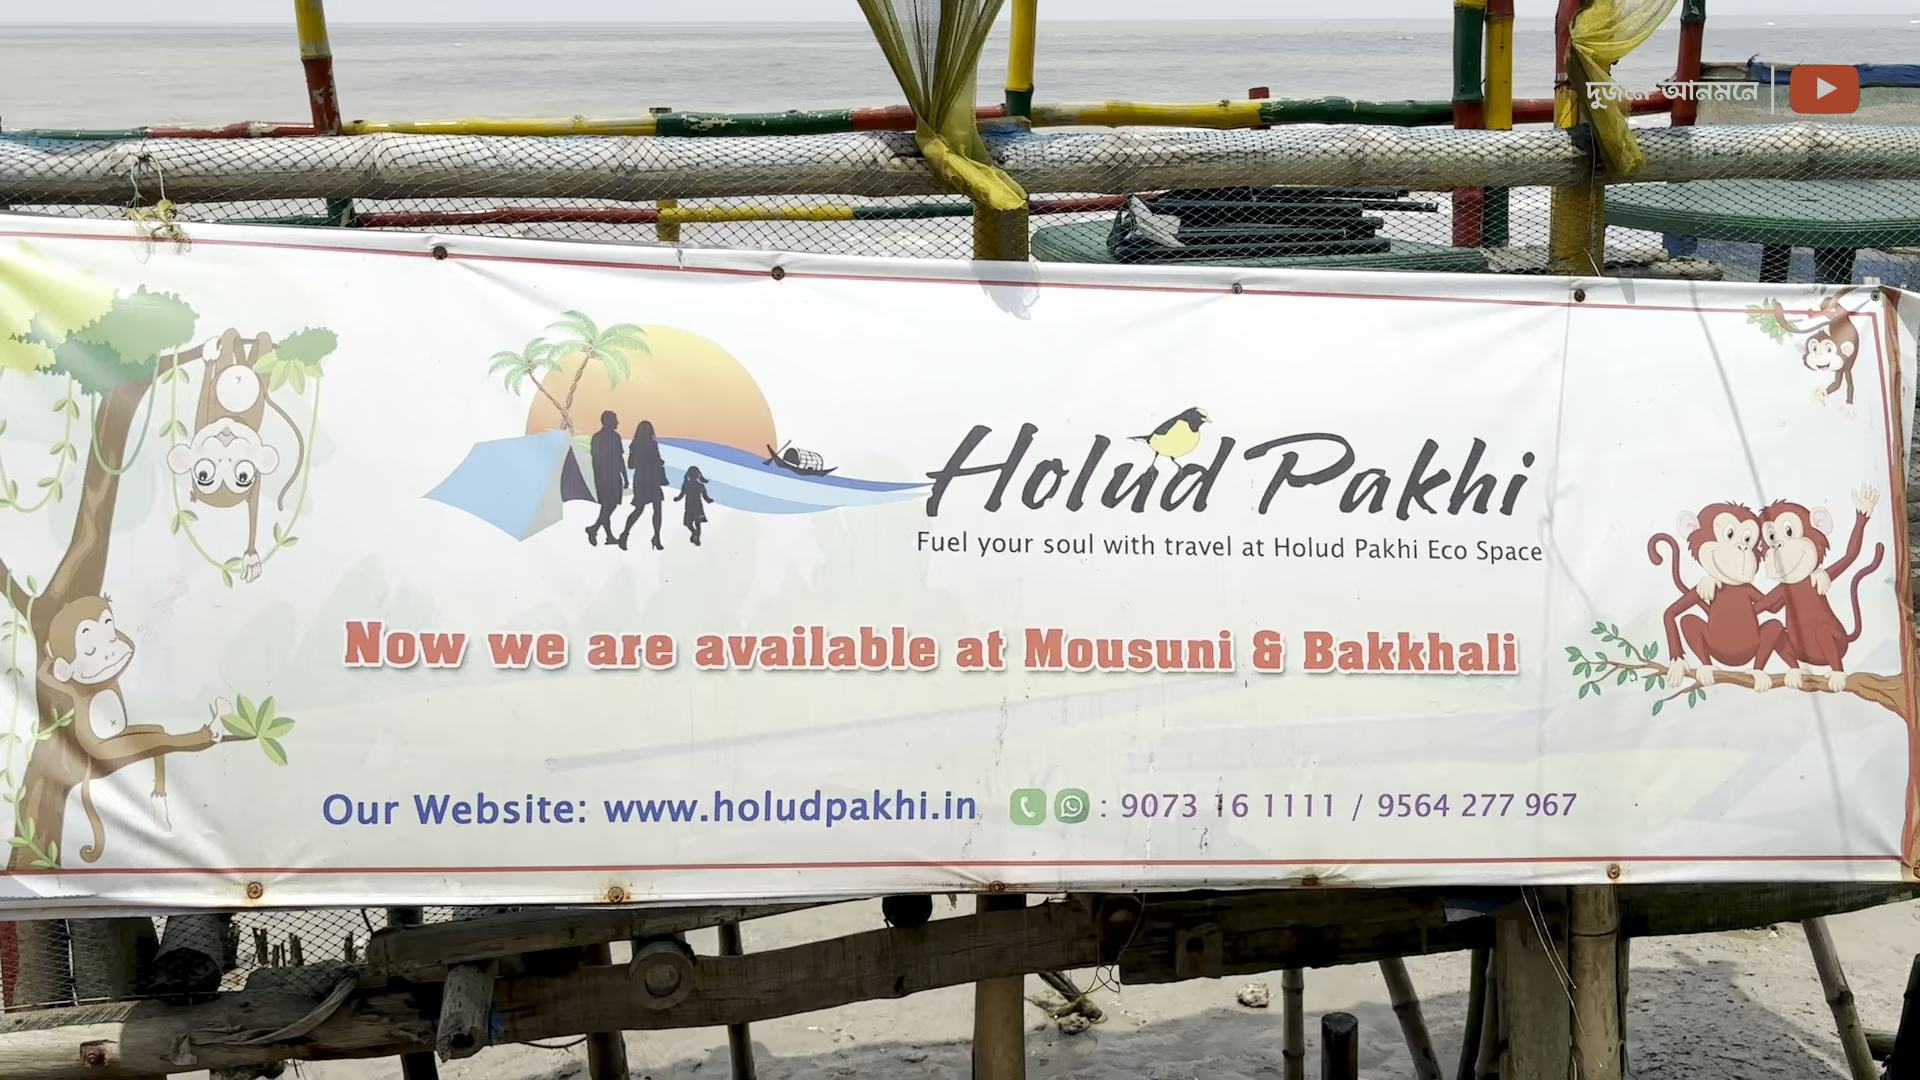 দুজনে আনমনে
Holud Pakhi
Fuel your soul with travel at Holud Pakhi Eco Space
Now we are available at Mousuni & Bakkhali
Our Website: www.holudpakhi.in : 9073 16 1111 / 9564 277 967